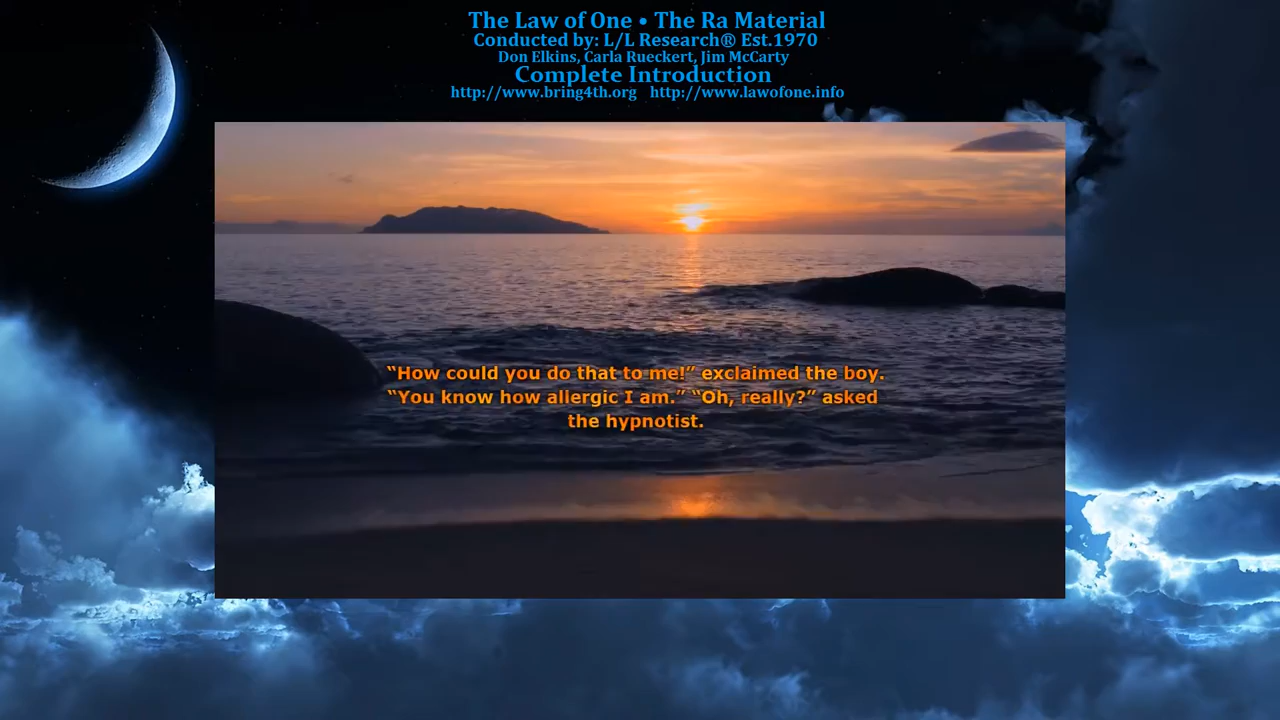 The Law of One • The Ra Material
Conducted by: L/L Research® Est.1970
Don Elkins, Carla Rueckert, Jim McCarty
Complete Introduction
http://www.bring4th.org http://www.lawofone.info
“How could you do that to me!” exclaimed the boy.
“You know how allergic I am.” “Oh, really?” asked
the hypnotist.